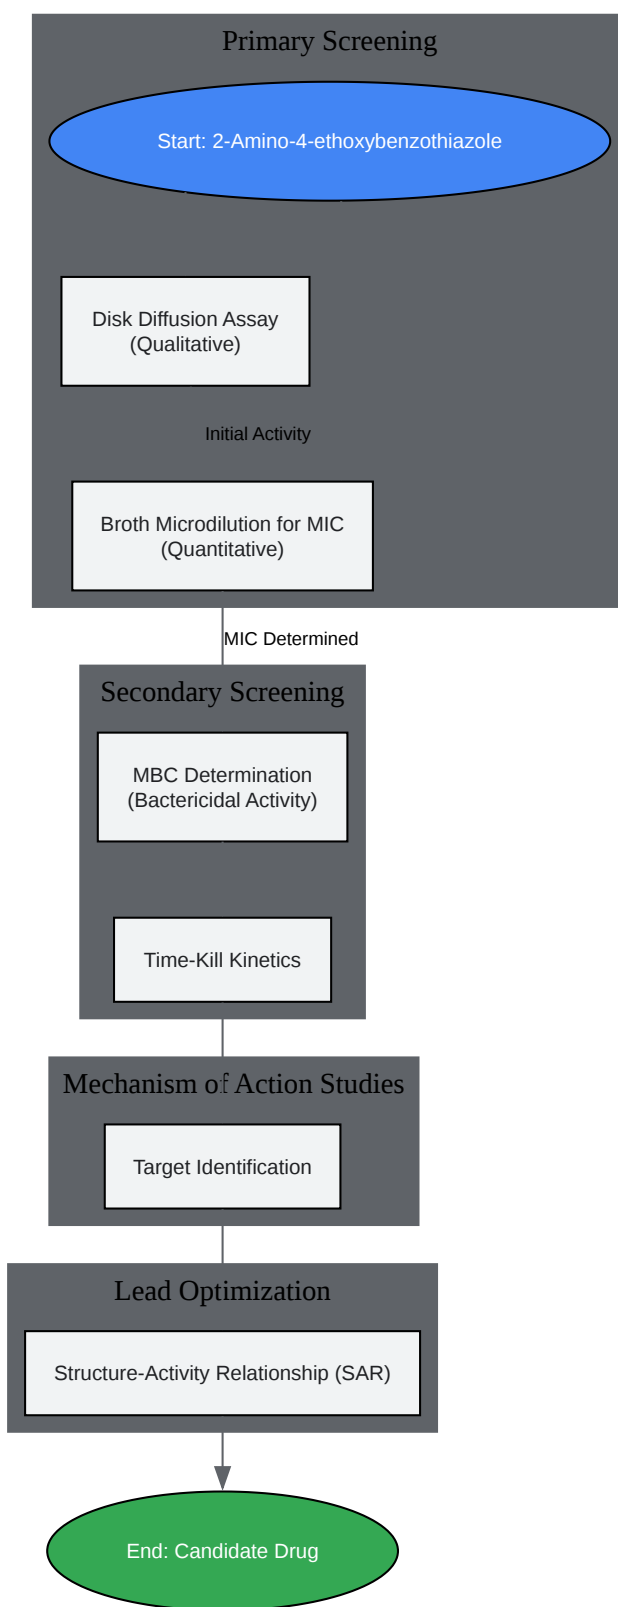 Primary Screening
Start: 2-Amino-4-ethoxybenzothiazole
Disk Diffusion Assay
(Qualitative)
Initial Activity
Broth Microdilution for MIC
(Quantitative)
MIC Determined
Secondary Screening
MBC Determination
(Bactericidal Activity)
Time-Kill Kinetics
Mechanism of Action Studies
Target Identification
Lead Optimization
Structure-Activity Relationship (SAR)
End: Candidate Drug